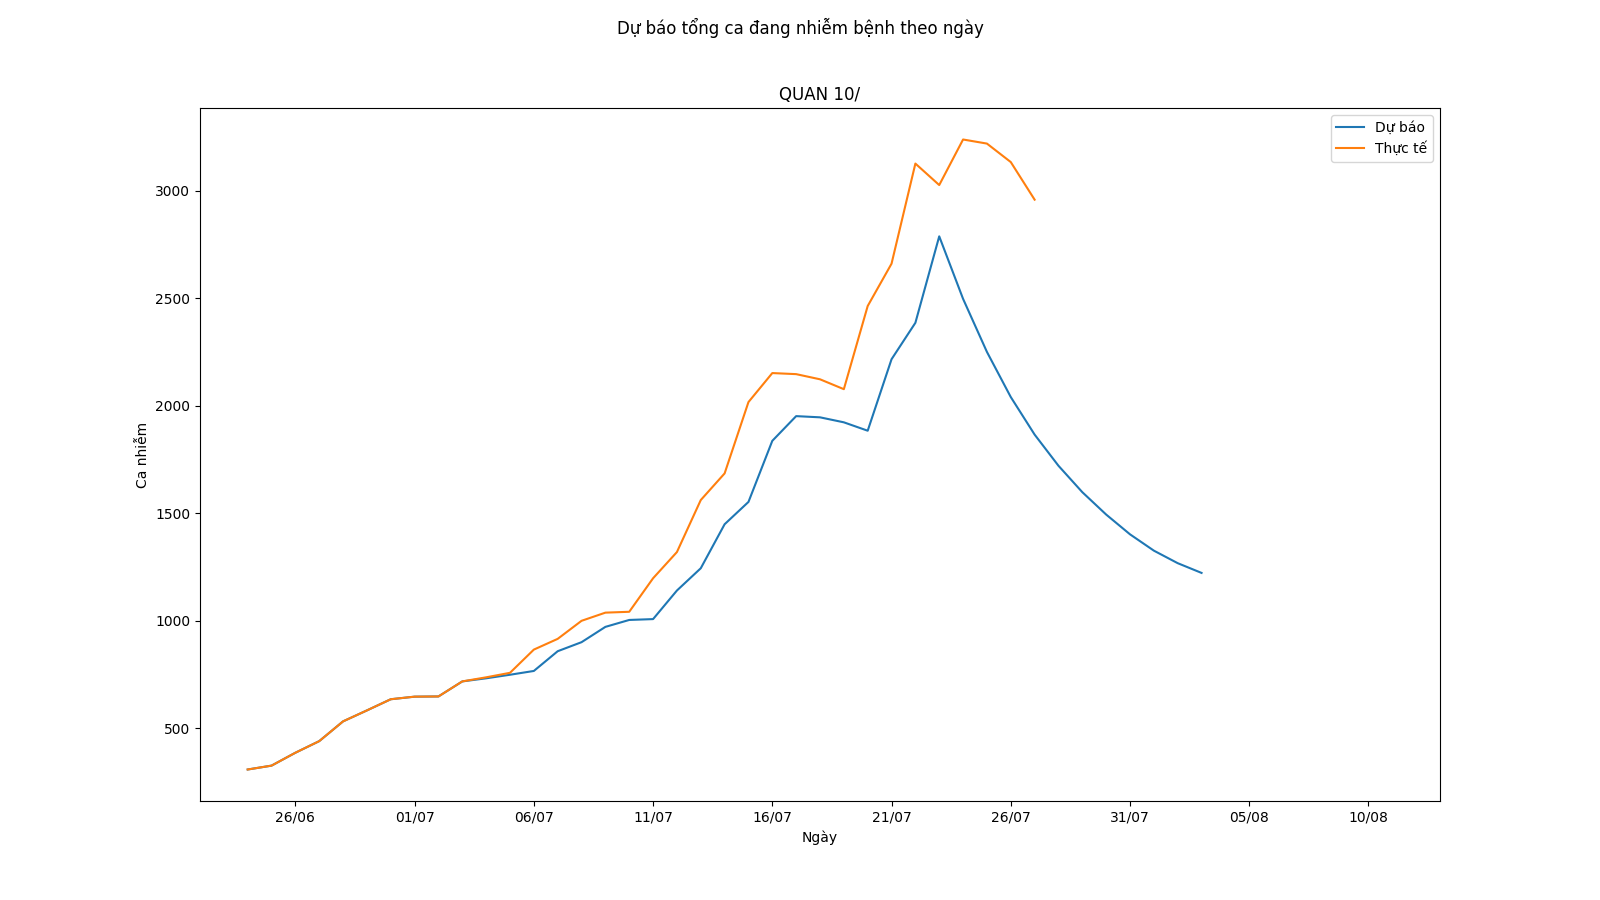 Dự báo tổng ca đang nhiễm bệnh theo ngày
QUAN 10/
Dự báo
Thực tế
3000
2500
2000
1500
1000
500
Ca nhiễm
26/06
01/07
06/07
11/07
16/07
21/07
26/07
31/07
05/08
10/08
Ngày